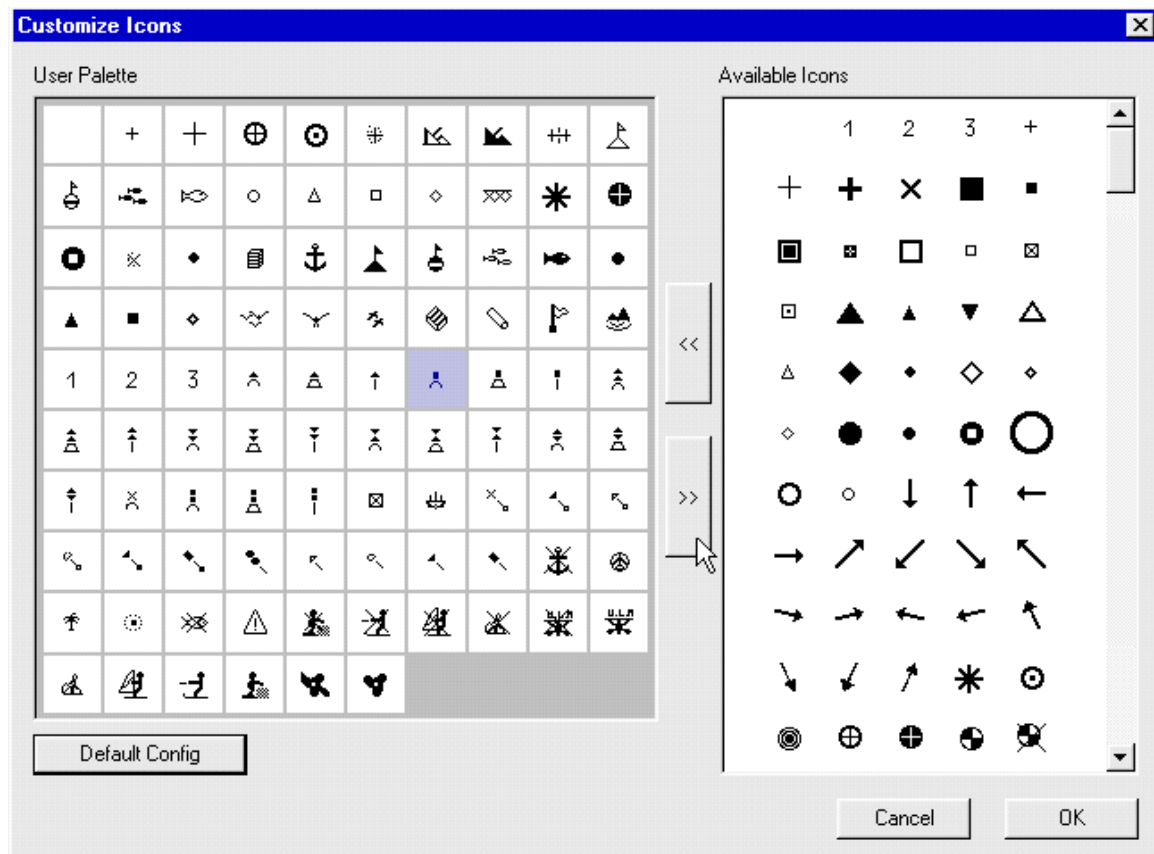 Customize Icons
User Palette
Available Icons
1 2 3
<<
1 2 3
>>
Default Config
Cancel OK